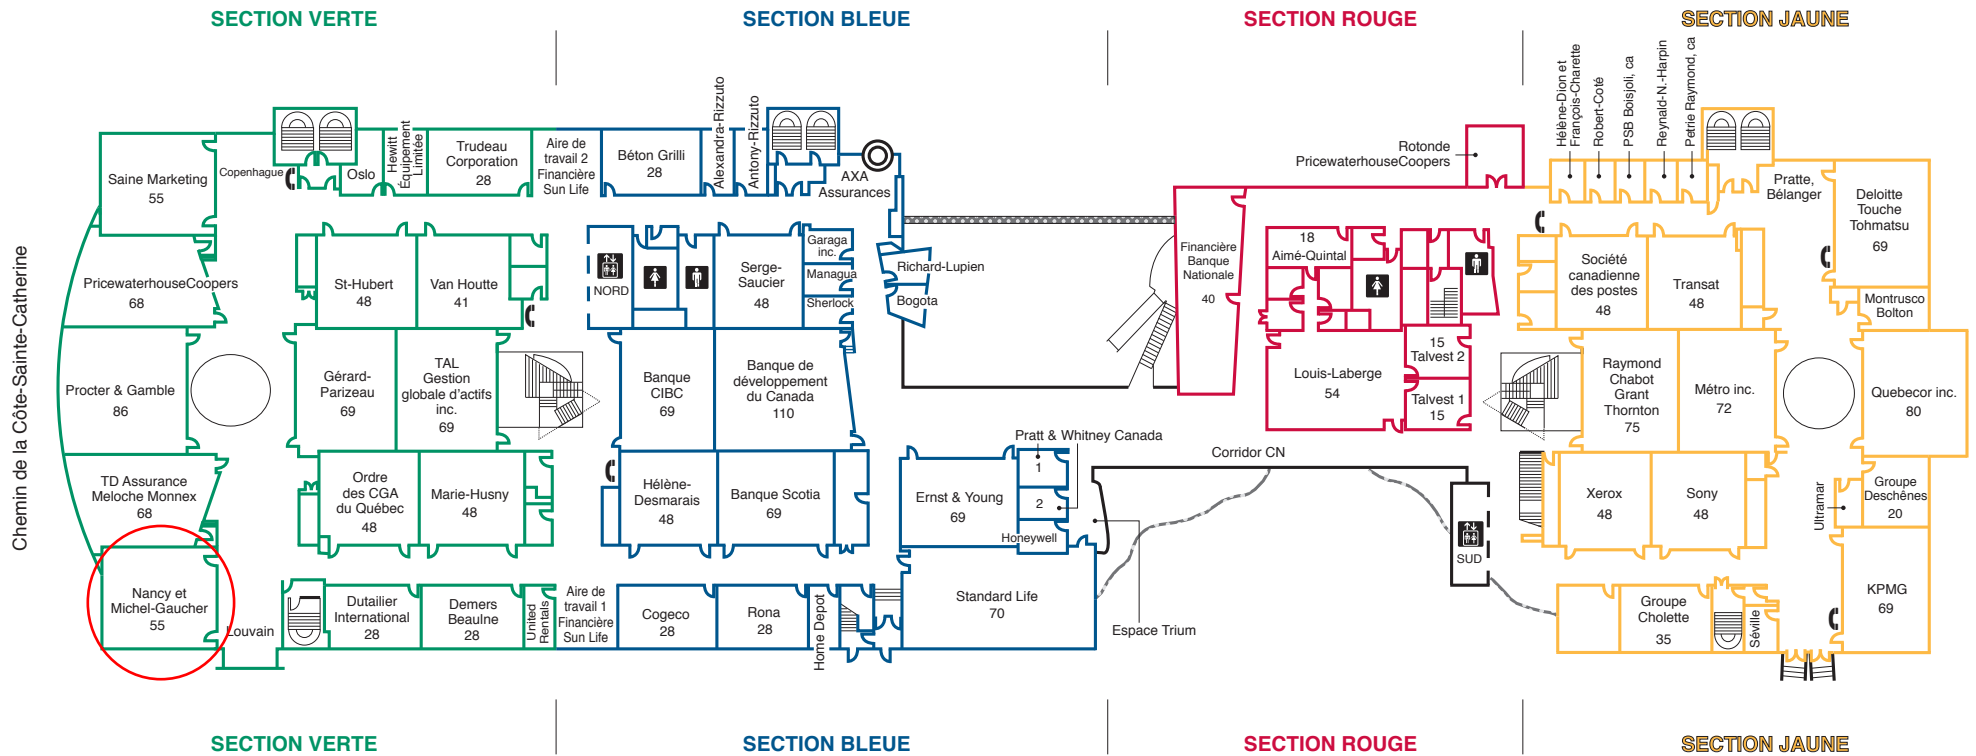 SECTION VERTE
SECTION BLEUE
SECTION ROUGE
SECTION JAUNE
Chemin de la Côte-Sainte-Catherine
Saine Marketing
55
Copenhague
Oslo
Hewitt
Équipement
Limitée
Trudeau
Corporation
28
Aire de
travail 2
Financière
Sun Life
Béton Grilli
28
Alexandra-Rizzuto
Antony-Rizzuto
AXA
Assurances
Rotonde
PricewaterhouseCoopers
Hélène-Dion et
François-Charette
Robert-Coté
PSB Boisjoli, ca
Reynald-N.-Harpin
Petrie Raymond, ca
Pratte,
Bélanger
Deloitte
Touche
Tohmatsu
69
PricewaterhouseCoopers
68
St-Hubert
48
Van Houtte
41
NORD
Serge-
Saucier
48
Garaga
inc.
Managua
Sherlock
Richard-Lupien
Bogota
Financière
Banque
Nationale
40
18
Aimé-Quintal
Société
canadienne
des postes
48
Transat
48
Montrusco
Bolton
Procter & Gamble
86
Gérard-
Parizeau
69
TAL
Gestion
globale d'actifs
inc.
69
Banque
CIBC
69
Banque de
développement
du Canada
110
Louis-Laberge
54
15
Talvest 2
Talvest 1
15
Raymond
Chabot
Grant
Thornton
75
Métro inc.
72
Quebecor inc.
80
TD Assurance
Meloche Monnex
68
Ordre
des CGA
du Québec
48
Marie-Husny
48
Hélène-
Desmarais
48
Banque Scotia
69
Ernst & Young
69
Pratt & Whitney Canada
1
2
Honeywell
Corridor CN
SUD
Xerox
48
Sony
48
Ultramar
Groupe
Deschênes
20
Nancy et
Michel-Gaucher
55
Louvain
Dutailier
International
28
Demers
Beaulne
28
United
Rentals
Aire de
travail 1
Financière
Sun Life
Cogeco
28
Rona
28
Home Depot
Standard Life
70
Espace Trium
Groupe
Cholette
35
Séville
KPMG
69
SECTION VERTE
SECTION BLEUE
SECTION ROUGE
SECTION JAUNE